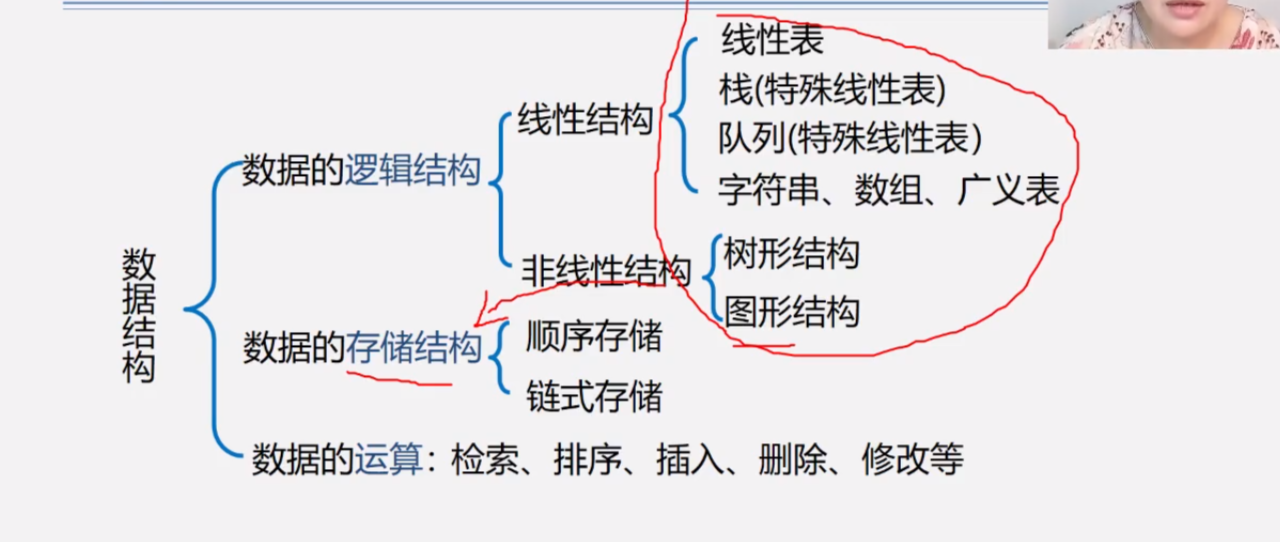 线性表
栈(特殊线性表)
线性结构
队列(特殊线性表)
数据的逻辑结构
字符串、数组、广义表
非线性结构
树形结构
图形结构
数据结构
数据的存储结构
顺序存储
链式存储
数据的运算：检索、排序、插入、删除、修改等